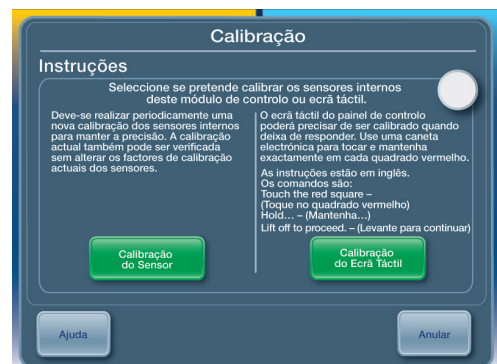 Calibração
Instruções
Seleccione se pretende calibrar os sensores internos
deste módulo de controlo ou ecrã táctil.
Deve-se realizar periodicamente uma
nova calibração dos sensores internos
para manter a precisão. A calibração
actual também pode ser verificada
sem alterar os factores de calibração
actuais dos sensores.
O ecrã táctil do painel de controlo
poderá precisar de ser calibrado quando
deixa de responder. Use uma caneta
electrónica para tocar e mantenha
exactamente em cada quadrado vermelho.
As instruções estão em inglês.
Os comandos são:
Touch the red square –
(Toque no quadrado vermelho)
Hold... – (Mantenha...)
Lift off to proceed. – (Levante para continuar)
Calibração
do Sensor
Calibração
do Ecrã Táctil
Ajuda
Anular